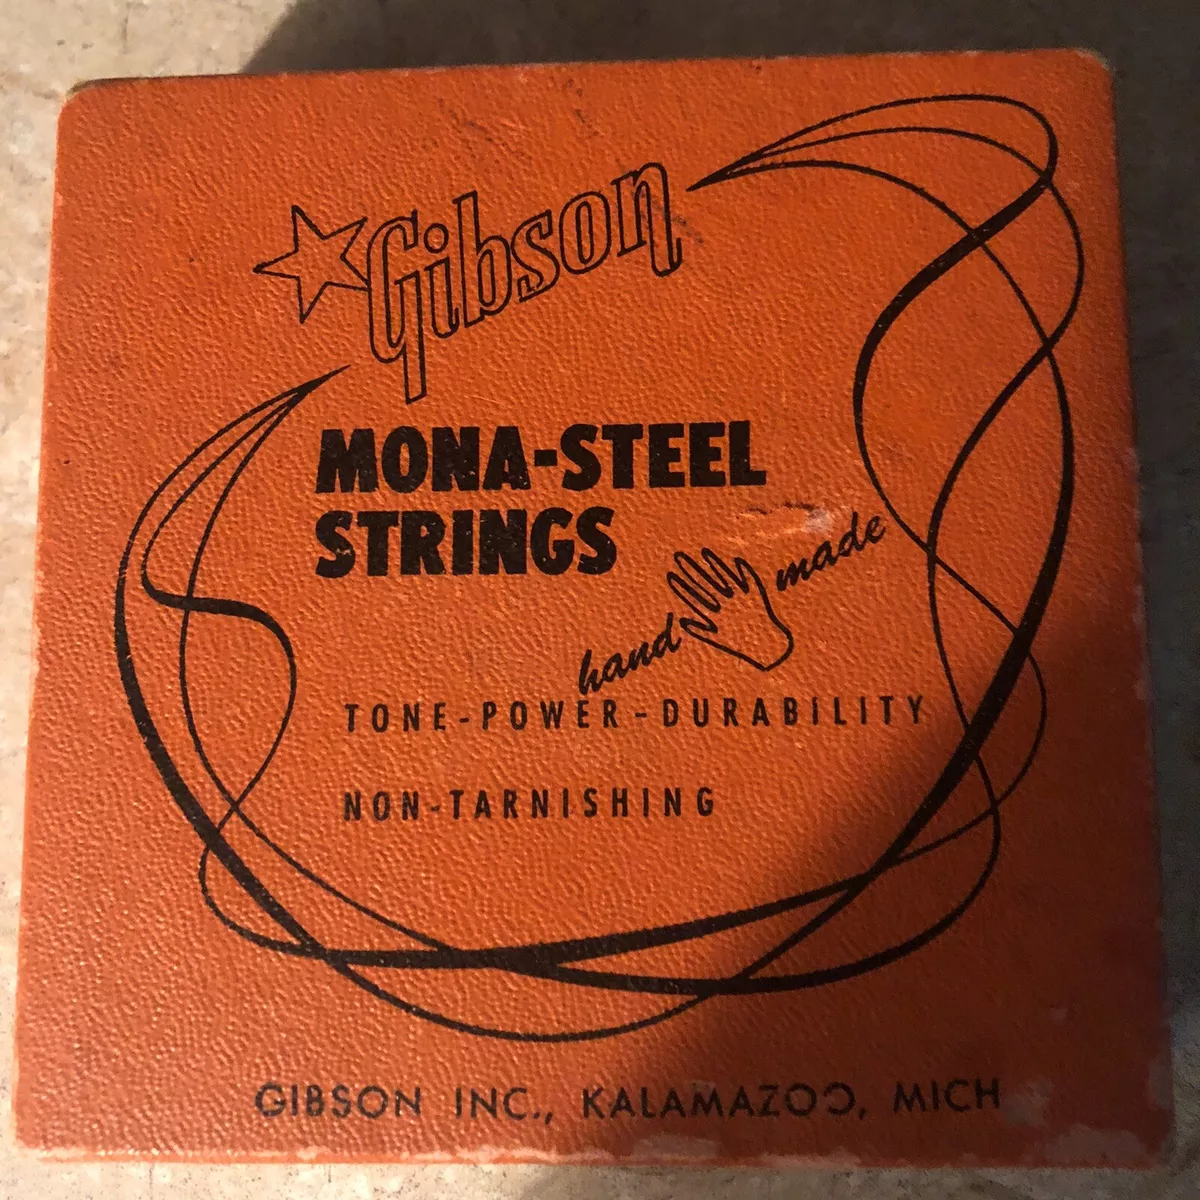 Gibson
MONA-STEEL
STRINGS
hand made
TONE-POWER-DURABILITY
NON-TARNISHING
GIBSON INC., KALAMAZOO, MICH